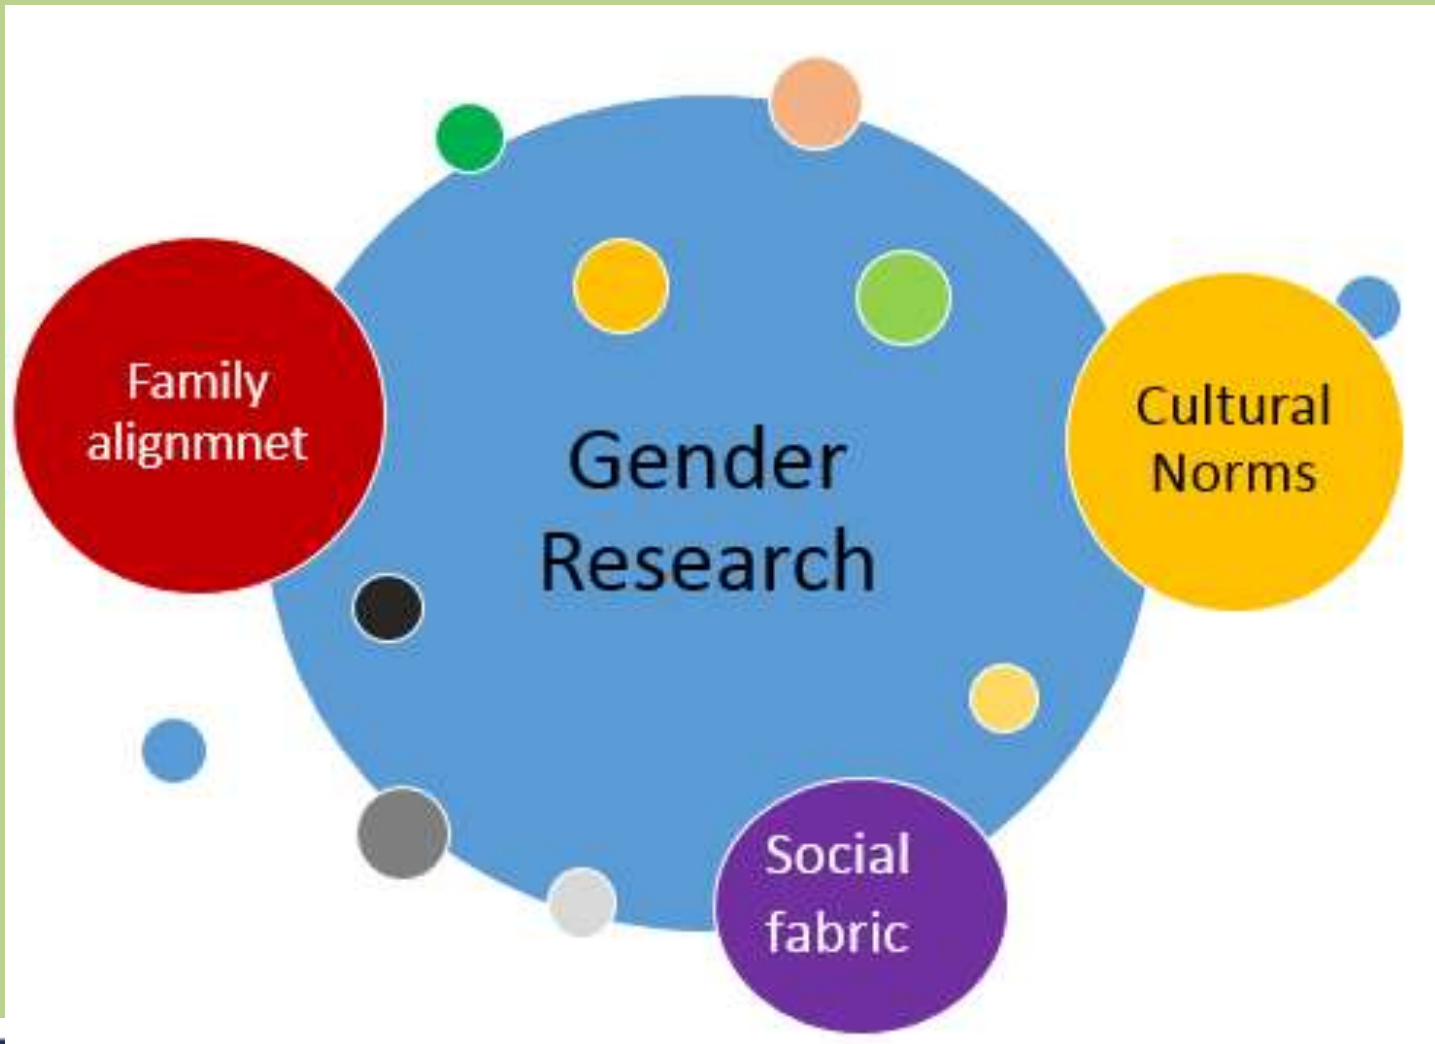 Family
alignmnet
Gender
Research
Cultural
Norms
Social
fabric